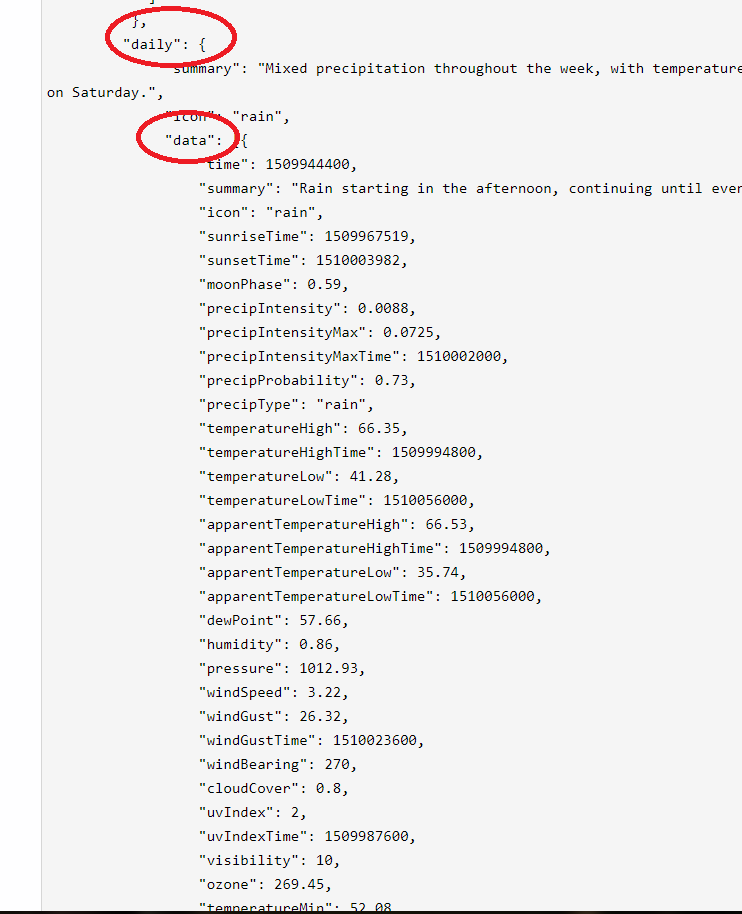 },
"daily": {
"summary": "Mixed precipitation throughout the week, with temperature
on Saturday.",
"icon": "rain",
"data": [{
"time": 1509944400,
"summary": "Rain starting in the afternoon, continuing until ever
"icon": "rain",
"sunriseTime": 1509967519,
"sunsetTime": 1510003982,
"moonPhase": 0.59,
"precipIntensity": 0.0088,
"precipIntensityMax": 0.0725,
"precipIntensityMaxTime": 1510002000,
"precipProbability": 0.73,
"precipType": "rain",
"temperatureHigh": 66.35,
"temperatureHighTime": 1509994800,
"temperatureLow": 41.28,
"temperatureLowTime": 1510056000,
"apparentTemperatureHigh": 66.53,
"apparentTemperatureHighTime": 1509994800,
"apparentTemperatureLow": 35.74,
"apparentTemperatureLowTime": 1510056000,
"dewPoint": 57.66,
"humidity": 0.86,
"pressure": 1012.93,
"windSpeed": 3.22,
"windGust": 26.32,
"windGustTime": 1510023600,
"windBearing": 270,
"cloudCover": 0.8,
"uvIndex": 2,
"uvIndexTime": 1509987600,
"visibility": 10,
"ozone": 269.45,
"temperatureMin": 52.08